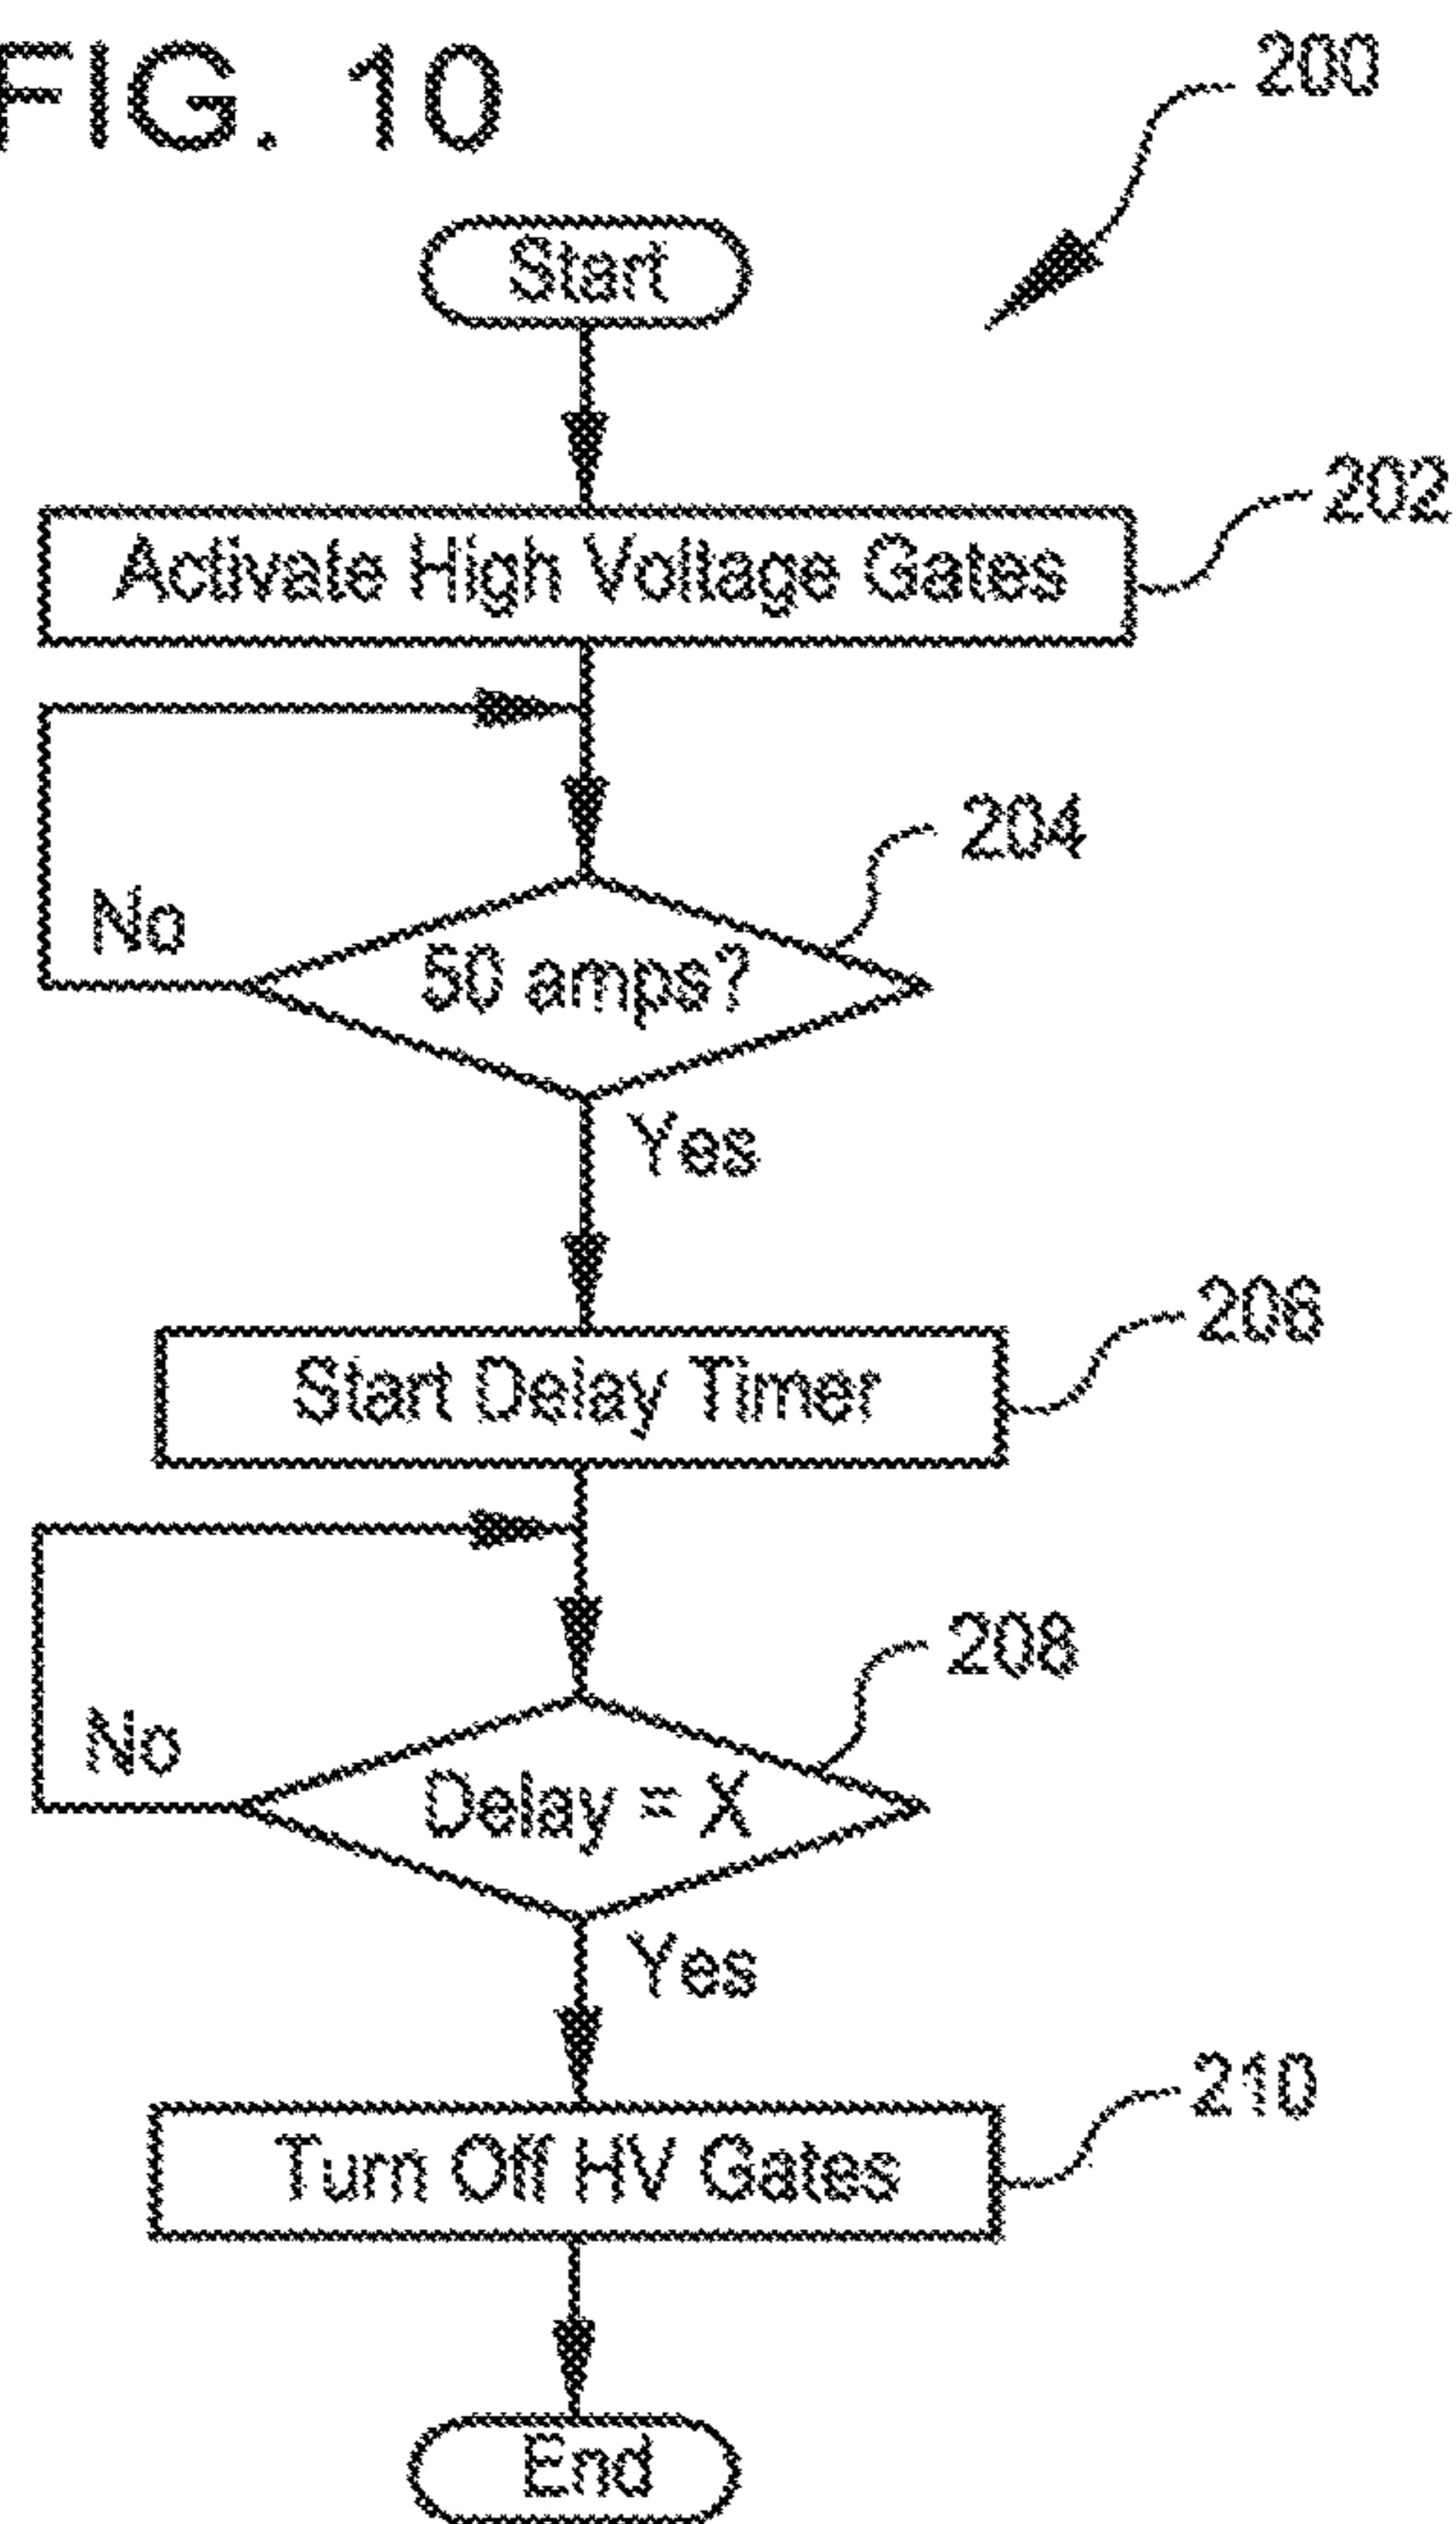 FIG. 10
200
Start
202
Activate High Voltage Gates
204
No
50 amps?
Yes
206
Start Delay Timer
208
No
Delay = X
Yes
210
Turn Off HV Gates
End